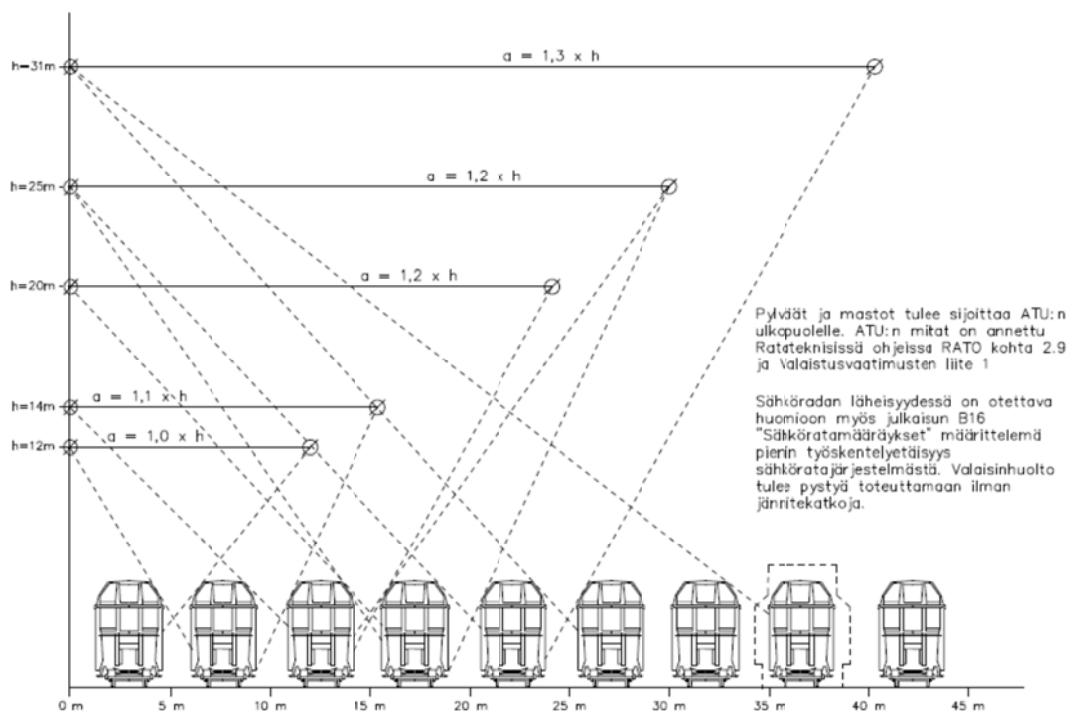 a = 1,3 x h
h=31m
a = 1,2 x h
h=25m
a = 1,2 x h
h=20m
Pylväät ja mastot tulee sijoittaa ATU:n
ulkopuolelle. ATU:n mitat on annettu
Ratateknisissä ohjeissa RATO kohta 2.9
ja Valaistusvaatimusten liite 1
a = 1,1 x h
h=14m
Sähköradan läheisyydessä on otettava
huomioon myös julkaisun B16
"Sähköratamääräykset" määrittelemä
pienin työskentelyetäisyys
sähköratajärjestelmästä. Valaisinhuolto
tulee pystyä toteuttamaan ilman
jännitekatkoja.
a = 1,0 x h
h=12m
0 m 5 m 10 m 15 m 20 m 25 m 30 m 35 m 40 m 45 m